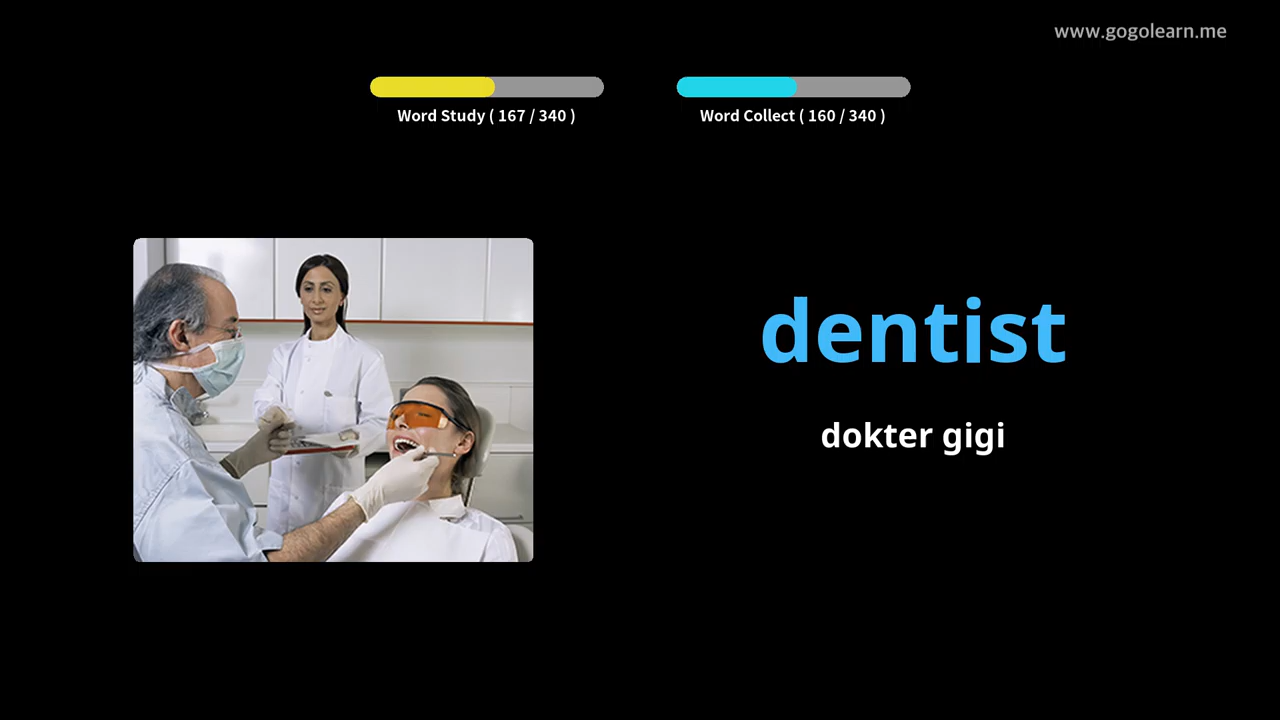 www.gogolearn.me
Word Study ( 167 / 340 )
Word Collect ( 160 / 340 )
dentist
dokter gigi